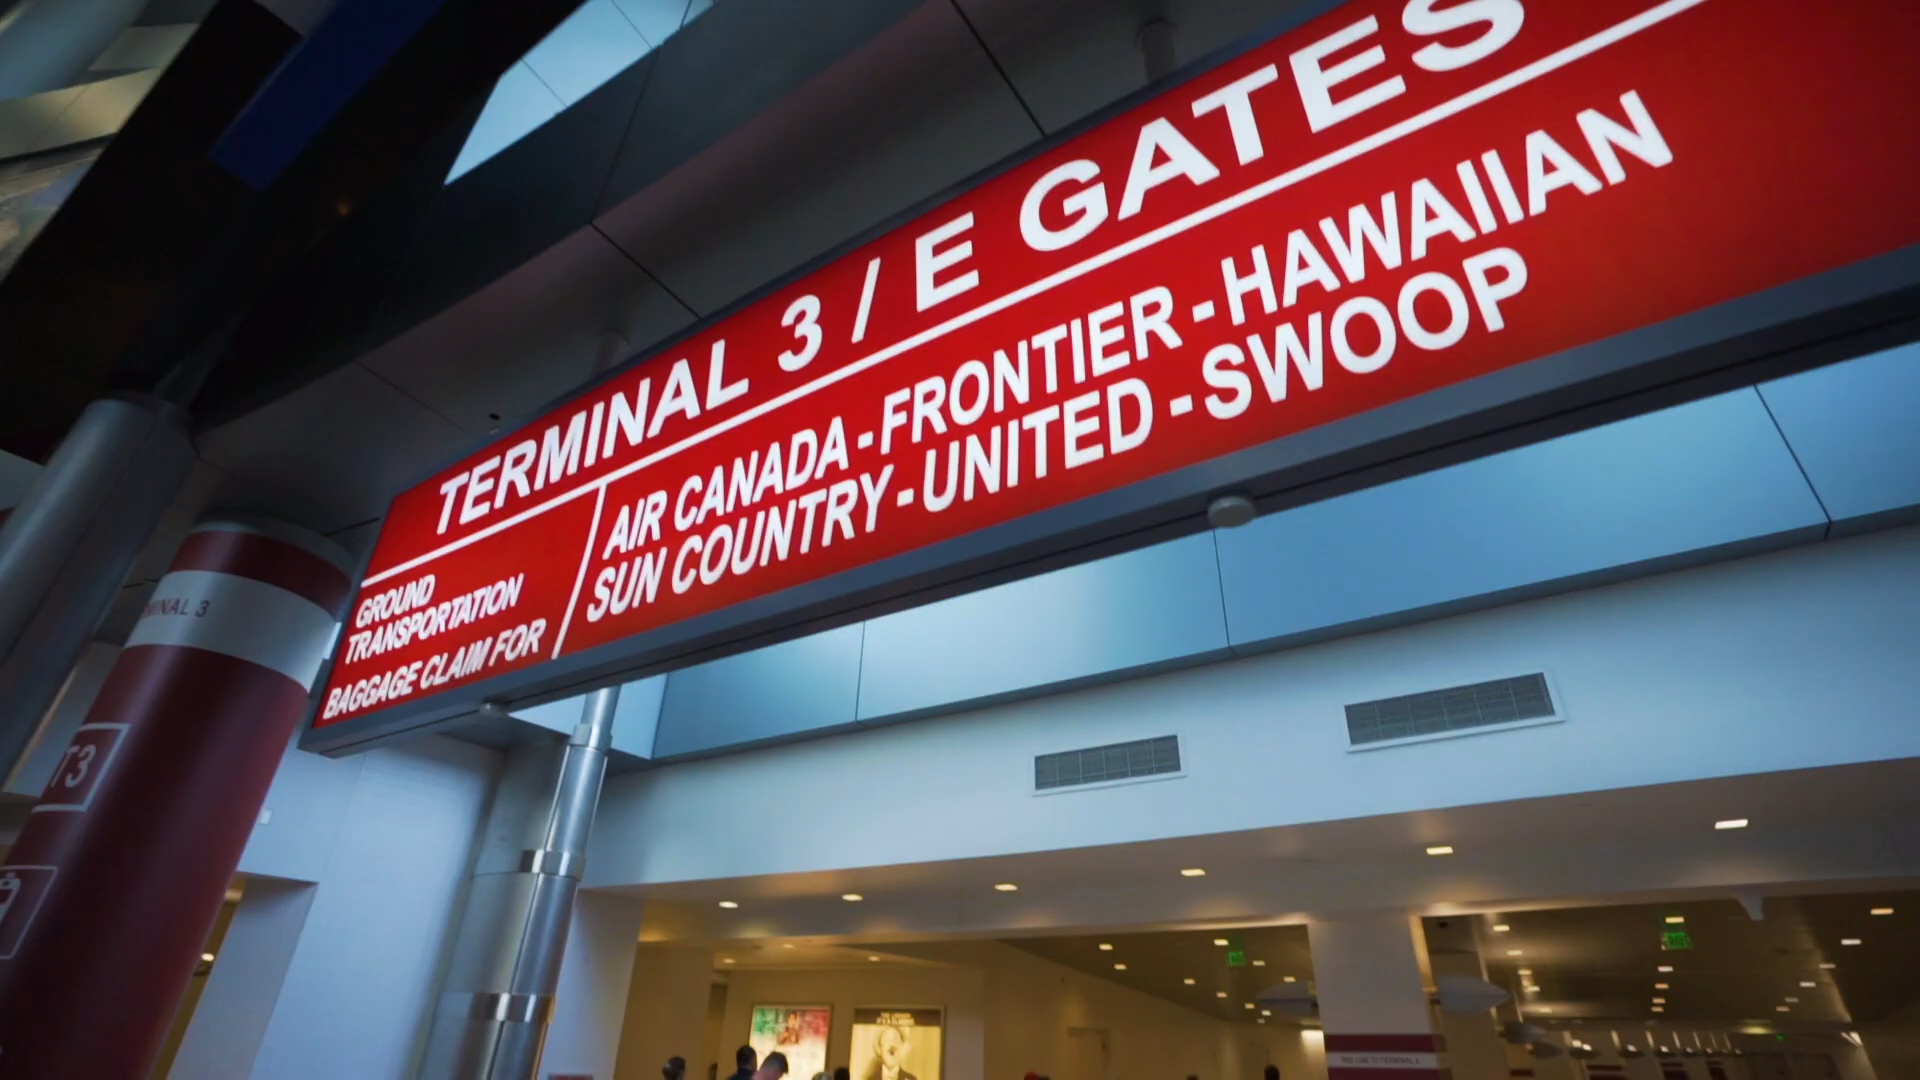 TERMINAL 3 / E GATES
GROUND
TRANSPORTATION
BAGGAGE CLAIM FOR
AIR CANADA - FRONTIER - HAWAIIAN
SUN COUNTRY - UNITED - SWOOP
TERMINAL 3
T3